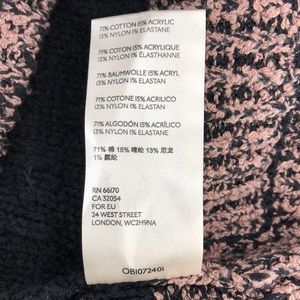 71% COTTON 15% ACRYLIC
13% NYLON 1% ELASTANE
71% COTON 15% ACRYLIQUE
13% NYLON 1% ÉLASTHANNE
71% BAUMWOLLE 15% ACRYL
13% NYLON 1% ELASTAN
71% COTONE 15% ACRILICO
13% NYLON 1% ELASTAN
71% ALGODÓN 15% ACRÍLICO
13% NYLON 1% ELASTANE
71% 棉 15% 晴纶 13% 尼龙
1% 氨纶
RN 66170
CA 32054
FOR EU
24 WEST STREET
LONDON, WC2H9NA
OBI072401